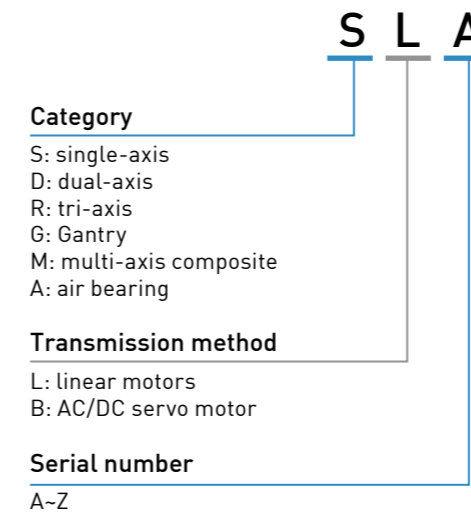 S L A
Category
S: single-axis
D: dual-axis
R: tri-axis
G: Gantry
M: multi-axis composite
A: air bearing
Transmission method
L: linear motors
B: AC/DC servo motor
Serial number
A~Z